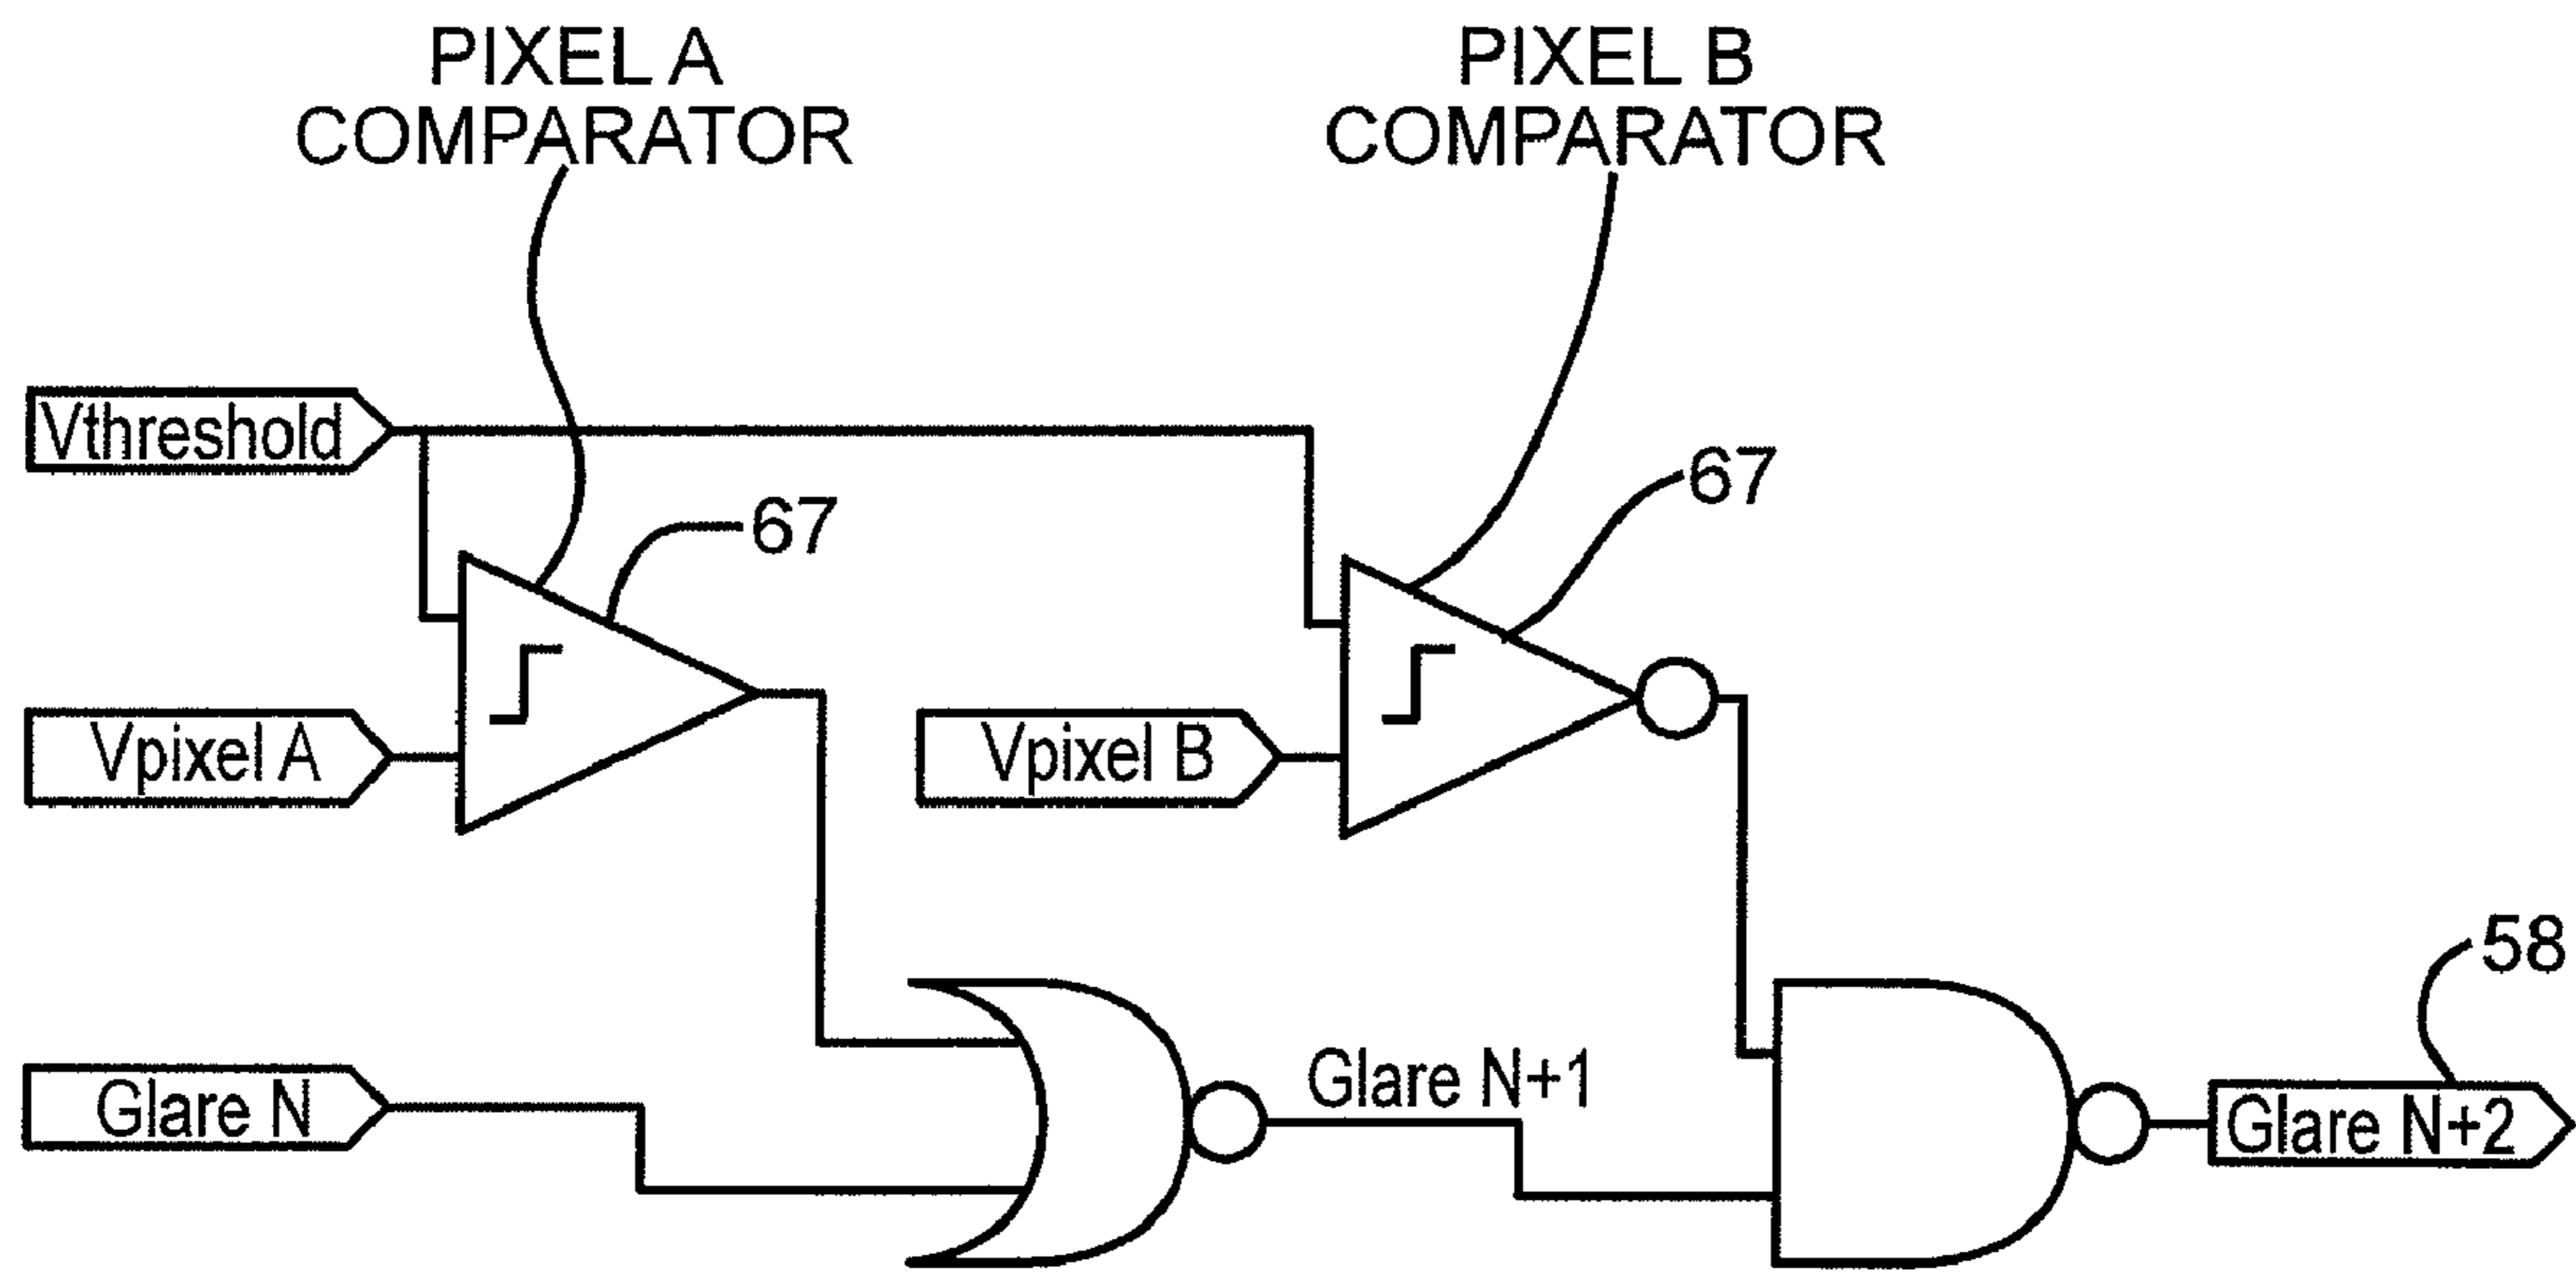 PIXEL A
COMPARATOR
PIXEL B
COMPARATOR
Vthreshold
67
67
Vpixel A
Vpixel B
58
Glare N
Glare N+1
Glare N+2